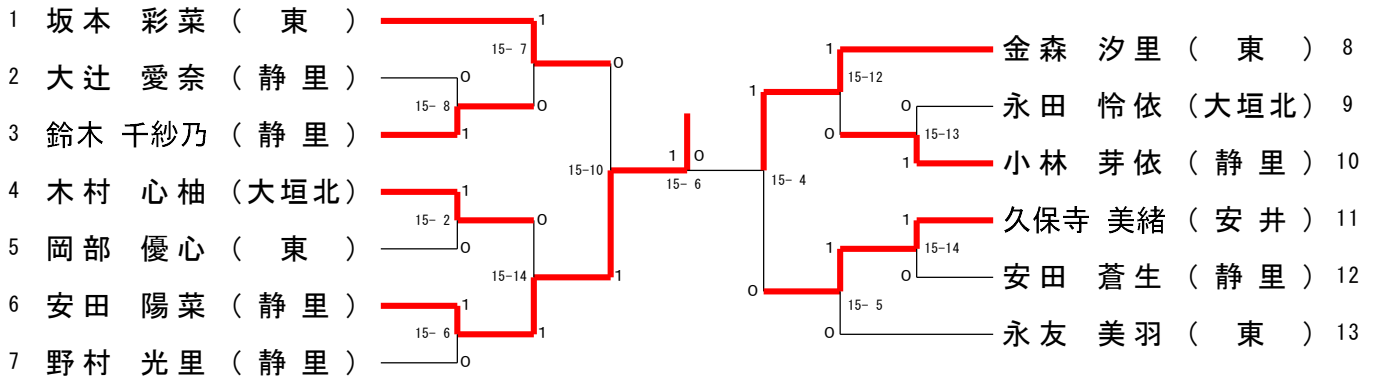 1 坂本 彩菜 ( 東 )
2 大辻 愛奈 ( 静里 )
3 鈴木 千紗乃 ( 静里 )
4 木村 心柚 (大垣北)
5 岡部 優心 ( 東 )
6 安田 陽菜 ( 静里 )
7 野村 光里 ( 静里 )
1
15- 7
0
15- 8
0
1
0
1
15- 2
0
0
15-14
1
15- 6
1
0
15-10
1
1 0
15- 6
1
15- 4
0
1
15-12
0
0
15-13
1
1
1
15-14
0
15- 5
0
金森 汐里 ( 東 ) 8
永田 怜依 (大垣北) 9
小林 芽依 ( 静里 ) 10
久保寺 美緒 ( 安井 ) 11
安田 蒼生 ( 静里 ) 12
永友 美羽 ( 東 ) 13